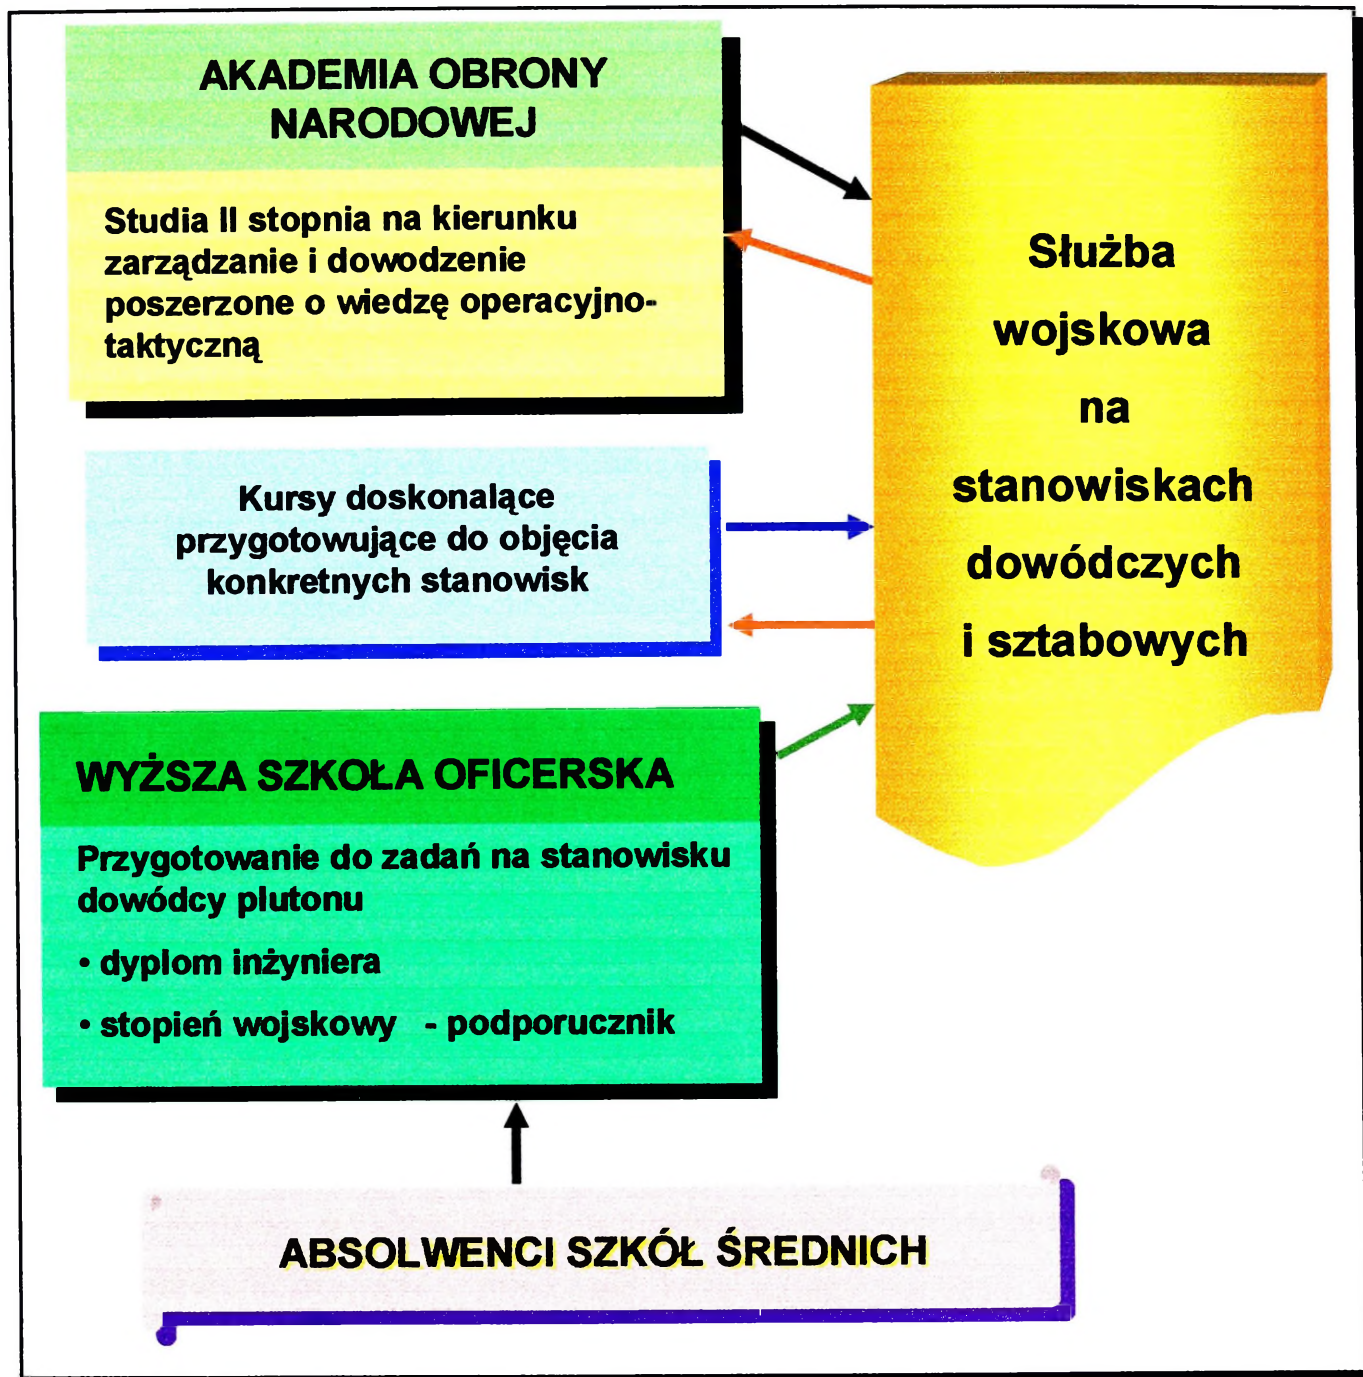 AKADEMIA OBRONY
NARODOWEJ
Studia II stopnia na kierunku
zarządzanie i dowodzenie
poszerzone o wiedzę operacyjno-
taktyczną
Kursy doskonalące
przygotowujące do objęcia
konkretnych stanowisk
WYŻSZA SZKOŁA OFICERSKA
Przygotowanie do zadań na stanowisku
dowódcy plutonu
• dyplom inżyniera
• stopień wojskowy - podporucznik
ABSOLWENCI SZKÓŁ ŚREDNICH
Służba
wojskowa
na
stanowiskach
dowódczych
i sztabowych